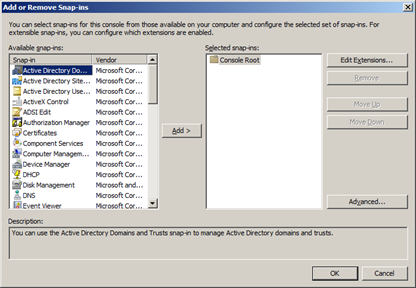 Add or Remove Snap-ins
You can select snap-ins for this console from those available on your computer and configure the selected set of snap-ins. For
extensible snap-ins, you can configure which extensions are enabled.
Available snap-ins:
Snap-in Vendor
Active Directory Do... Microsoft Cor...
Active Directory Site... Microsoft Cor...
Active Directory Use... Microsoft Cor...
ActiveX Control Microsoft Cor...
ADSI Edit Microsoft Cor...
Authorization Manager Microsoft Cor...
Certificates Microsoft Cor...
Component Services Microsoft Cor...
Computer Managem... Microsoft Cor...
Device Manager Microsoft Cor...
DHCP Microsoft Cor...
Disk Management Microsoft and...
DNS Microsoft Cor...
Event Viewer Microsoft Cor...
Add >
Selected snap-ins:
Console Root
Edit Extensions...
Remove
Move Up
Move Down
Advanced...
Description:
You can use the Active Directory Domains and Trusts snap-in to manage Active Directory domains and trusts.
OK
Cancel